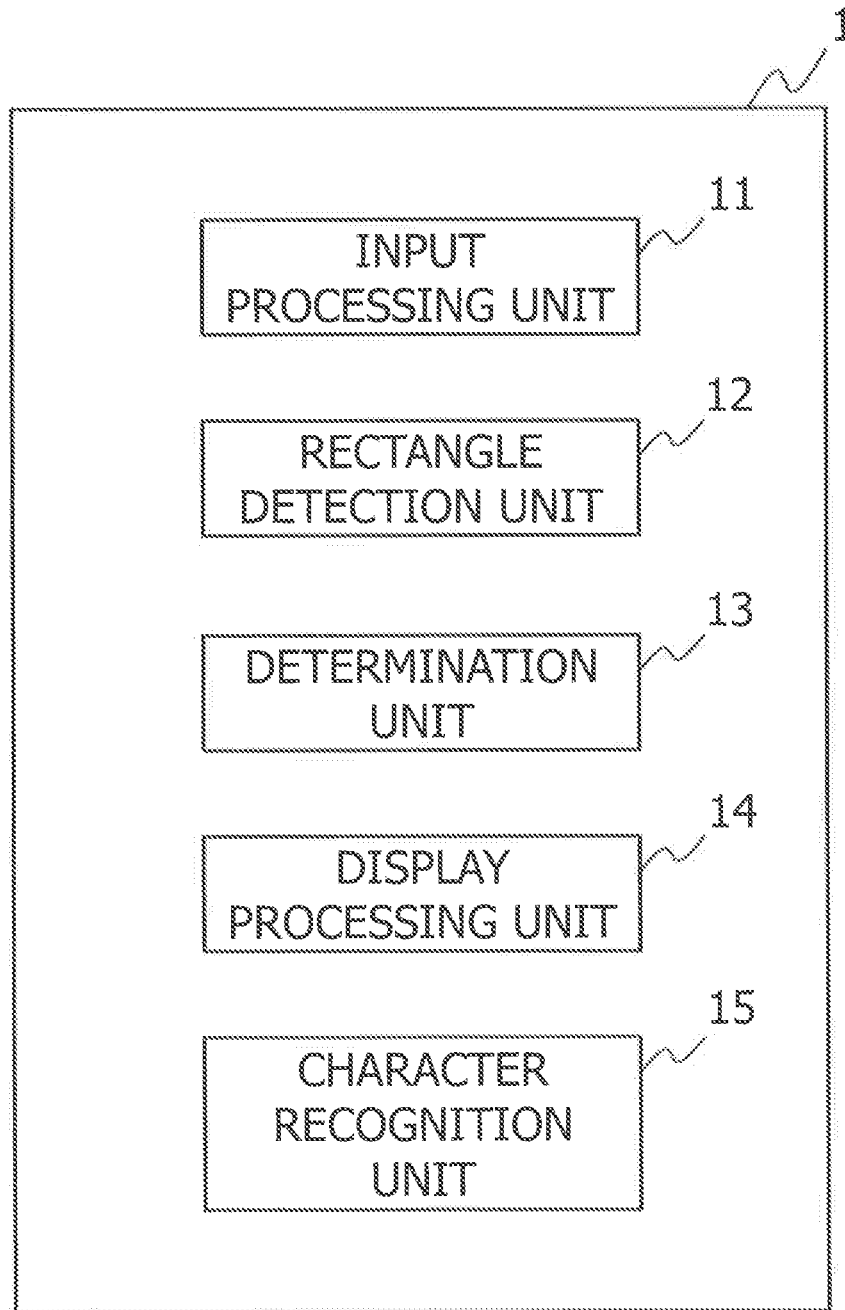 1
11
INPUT
PROCESSING UNIT
12
RECTANGLE
DETECTION UNIT
13
DETERMINATION
UNIT
14
DISPLAY
PROCESSING UNIT
15
CHARACTER
RECOGNITION
UNIT